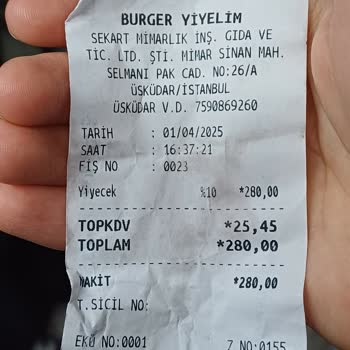 BURGER YİYELİM
SEKART MİMARLIK İNŞ. GIDA VE
TİC. LTD. ŞTİ. MİMAR SİNAN MAH.
SELMANİ PAK CAD. NO:26/A
ÜSKÜDAR/İSTANBUL
ÜSKÜDAR V.D. 7590869260
TARİH : 01/04/2025
SAAT : 16:37:21
FİŞ NO : 0023
Yiyecek %10 *280,00
TOPKDV *25,45
TOPLAM *280,00
NAKİT *280,00
T.SİCİL NO:
EKÜ NO:0001 Z NO:0155